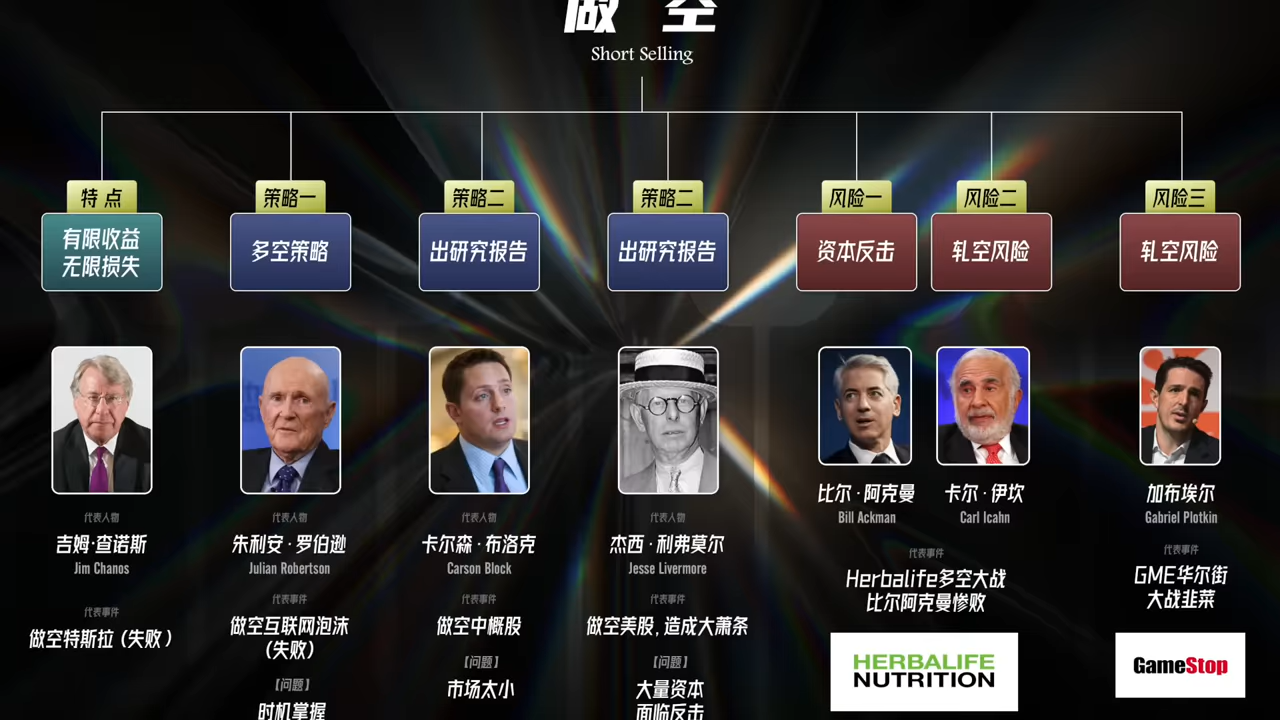 做空
Short Selling
特点
有限收益
无限损失
策略一
多空策略
策略二
出研究报告
策略二
出研究报告
风险一
资本反击
风险二
轧空风险
风险三
轧空风险
代表人物
吉姆·查诺斯
Jim Chanos
代表事件
做空特斯拉（失败）
代表人物
朱利安·罗伯逊
Julian Robertson
代表事件
做空互联网泡沫
(失败)
【问题】
时机掌握
代表人物
卡尔森·布洛克
Carson Block
代表事件
做空中概股
【问题】
市场太小
代表人物
杰西·利弗莫尔
Jesse Livermore
代表事件
做空美股,造成大萧条
【问题】
大量资本
面临反击
比尔·阿克曼
Bill Ackman
卡尔·伊坎
Carl Icahn
代表事件
Herbalife多空大战
比尔阿克曼惨败
HERBALIFE
NUTRITION
加布埃尔
Gabriel Plotkin
代表事件
GME华尔街
大战韭菜
GameStop